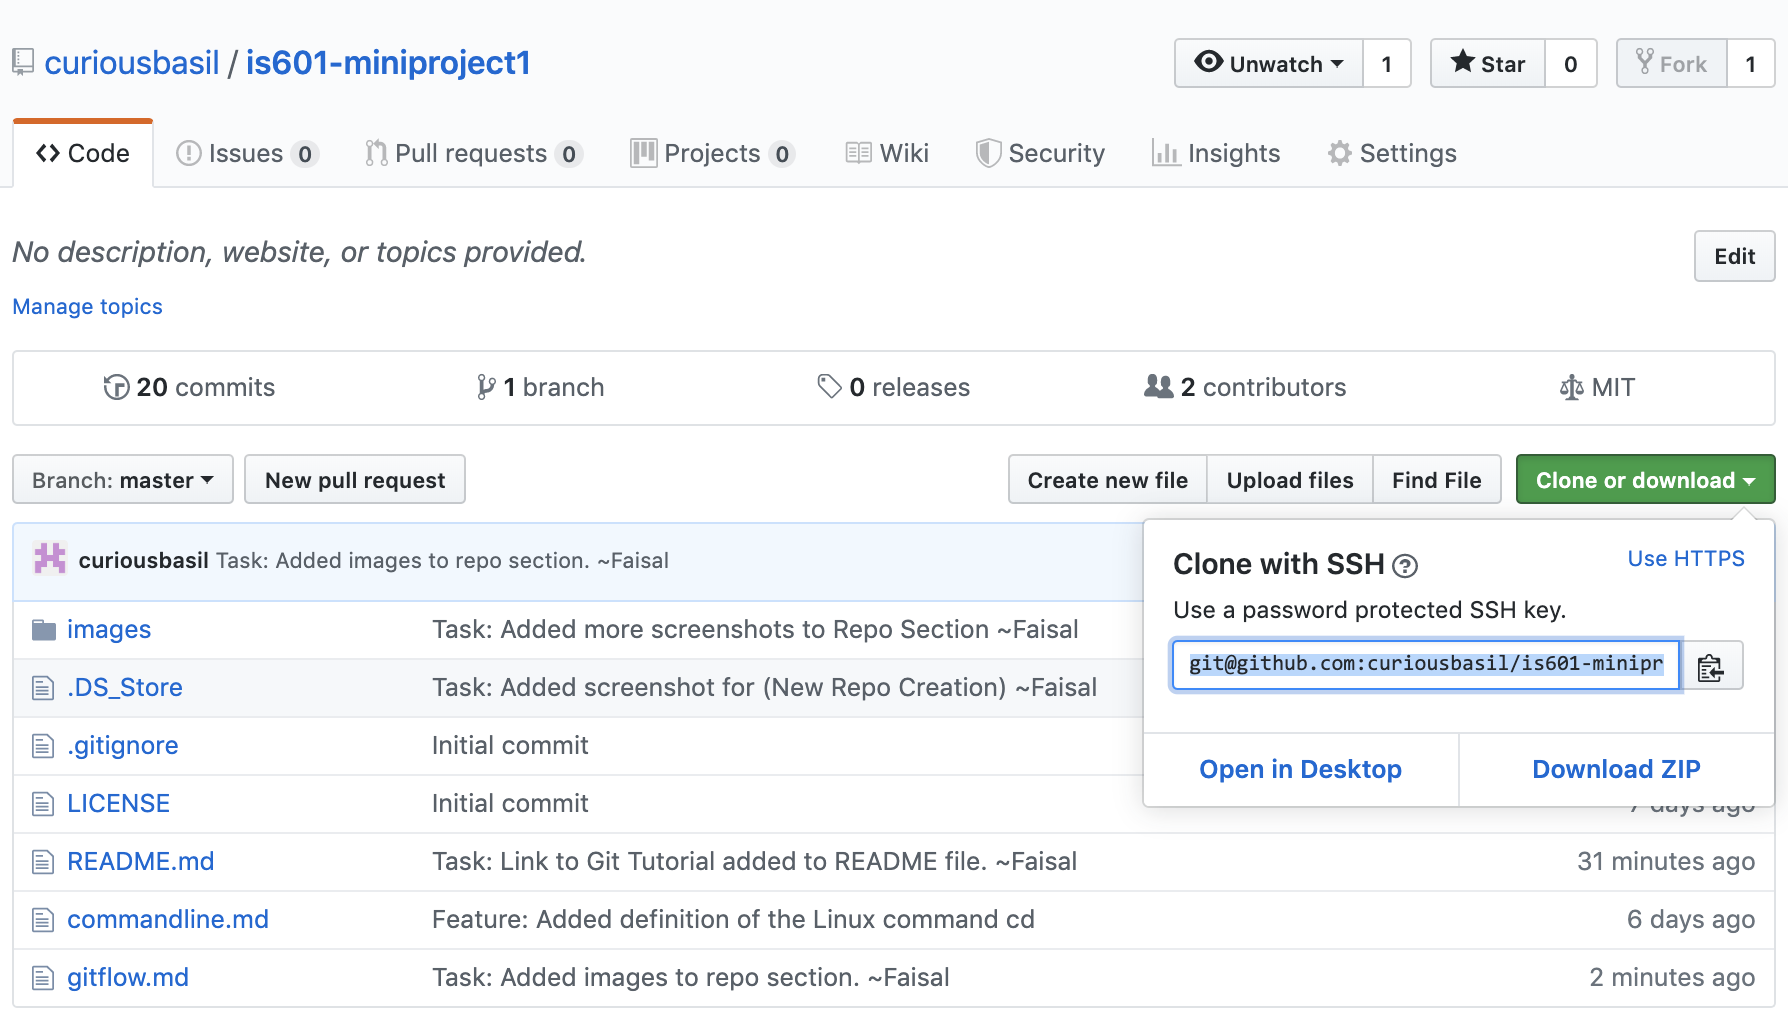 curiousbasil / is601-miniproject1
Unwatch 1
Star 0
Fork 1
Code
Issues 0
Pull requests 0
Projects 0
Wiki
Security
Insights
Settings
No description, website, or topics provided.
Edit
Manage topics
20 commits
1 branch
0 releases
2 contributors
MIT
Branch: master
New pull request
Create new file
Upload files
Find File
Clone or download
curiousbasil Task: Added images to repo section. ~Faisal
Clone with SSH
Use HTTPS
Use a password protected SSH key.
git@github.com:curiousbasil/is601-minipr
Open in Desktop
Download ZIP
images Task: Added more screenshots to Repo Section ~Faisal
.DS_Store Task: Added screenshot for (New Repo Creation) ~Faisal
.gitignore Initial commit
LICENSE Initial commit 7 days ago
README.md Task: Link to Git Tutorial added to README file. ~Faisal 31 minutes ago
commandline.md Feature: Added definition of the Linux command cd 6 days ago
gitflow.md Task: Added images to repo section. ~Faisal 2 minutes ago